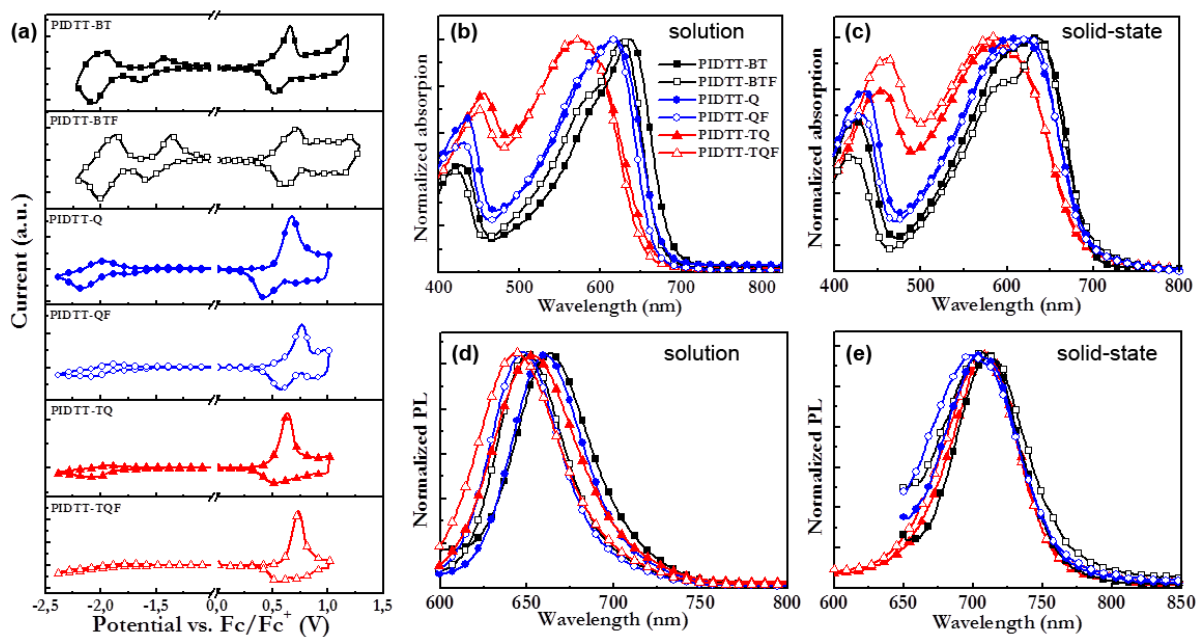 (a)
PIDTT-BT
PIDTT-BTF
PIDTT-Q
PIDTT-QF
PIDTT-TQ
PIDTT-TQF
Current (a.u.)
-2,5 -2,0 -1,5 0,0 0,5 1,0 1,5
Potential vs. Fc/Fc+ (V)
(b) solution
PIDTT-BT
PIDTT-BTF
PIDTT-Q
PIDTT-QF
PIDTT-TQ
PIDTT-TQF
Normalized absorption
400 500 600 700 800
Wavelength (nm)
(c) solid-state
Normalized absorption
400 500 600 700 800
Wavelength (nm)
(d) solution
Normalized PL
600 650 700 750 800
Wavelength (nm)
(e) solid-state
Normalized PL
600 650 700 750 800 850
Wavelength (nm)